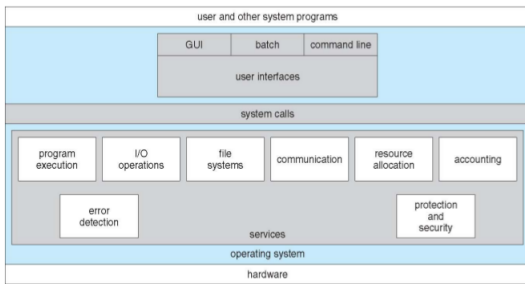 user and other system programs
GUI
batch
command line
user interfaces
system calls
program
execution
I/O
operations
file
systems
communication
resource
allocation
accounting
error
detection
protection
and
security
services
operating system
hardware